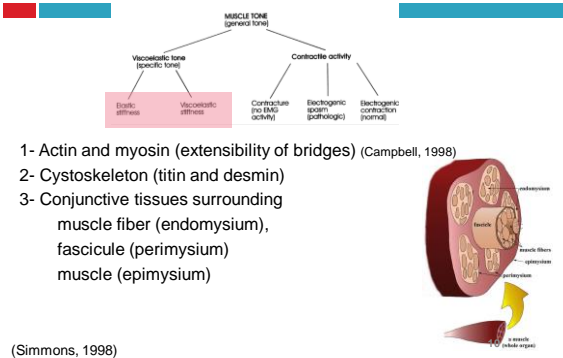 MUSCLE TONE
(general tone)
Viscoelastic tone
(specific tone)
Contractile activity
Elastic
stiffness
Viscoelastic
stiffness
Contracture
(no EMG
activity)
Electrogenic
spasm
(pathologic)
Electrogenic
contraction
(normal)
1- Actin and myosin (extensibility of bridges) (Campbell, 1998)
2- Cystoskeleton (titin and desmin)
3- Conjunctive tissues surrounding
muscle fiber (endomysium),
fascicule (perimysium)
muscle (epimysium)
endomysium
fascicle
muscle fibers
epimysium
perimysium
a muscle
(whole organ)
(Simmons, 1998)